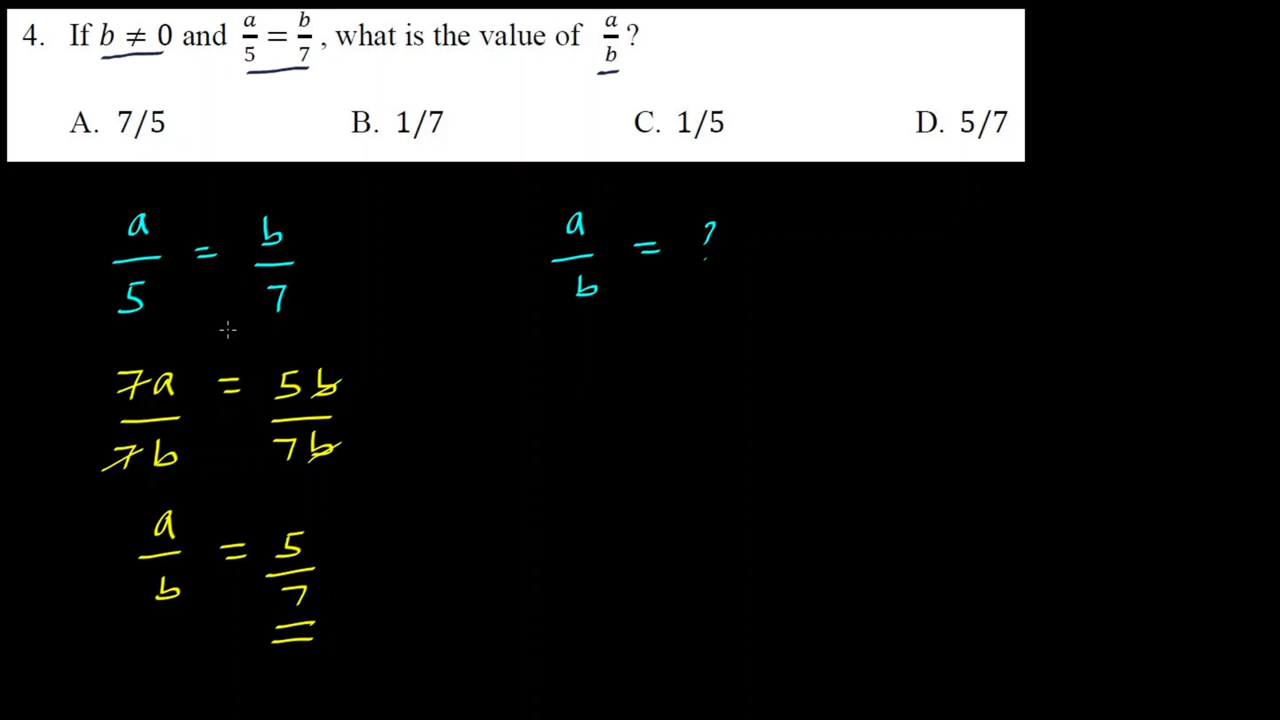 4. If b ≠ 0 and a/5 = b/7, what is the value of a/b?
A. 7/5 B. 1/7 C. 1/5 D. 5/7
a/5 = b/7
a/b = ?
7a/7b = 5b/7b
a/b = 5/7